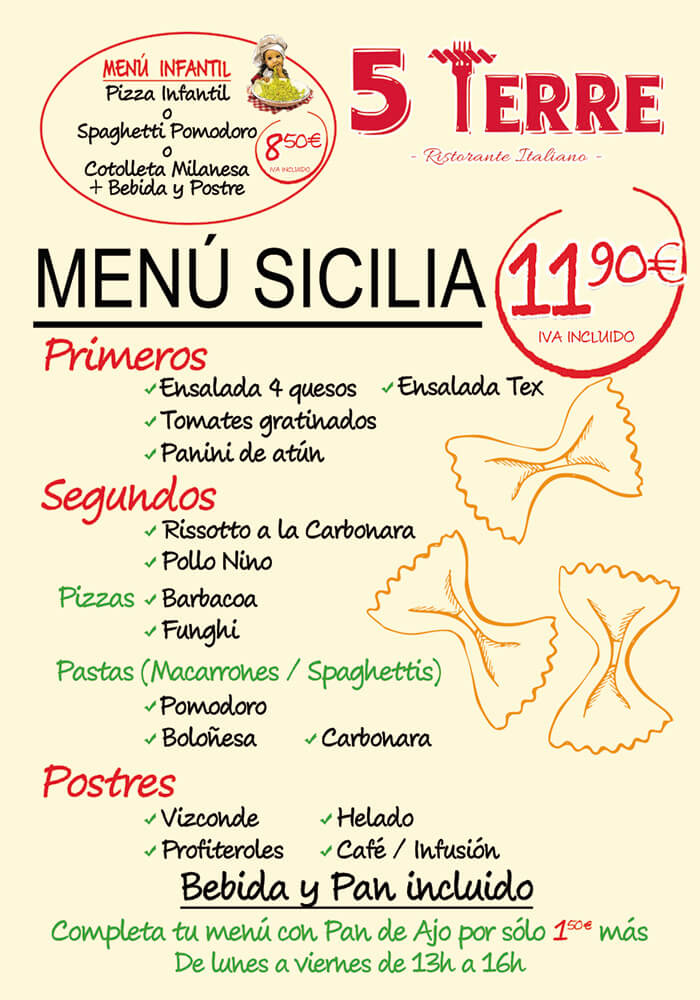 MENÚ INFANTIL
Pizza Infantil
o
Spaghetti Pomodoro
o
Cotolleta Milanesa
+ Bebida y Postre
8 50€
IVA INCLUIDO
5 TERRE
- Ristorante Italiano -
MENÚ SICILIA
11 90€
IVA INCLUIDO
Primeros
Ensalada 4 quesos Ensalada Tex
Tomates gratinados
Panini de atún
Segundos
Rissotto a la Carbonara
Pollo Nino
Pizzas Barbacoa
Funghi
Pastas (Macarrones / Spaghettis)
Pomodoro
Boloñesa Carbonara
Postres
Vizconde Helado
Profiteroles Café / Infusión
Bebida y Pan incluido
Completa tu menú con Pan de Ajo por sólo 1 50€ más
De lunes a viernes de 13h a 16h